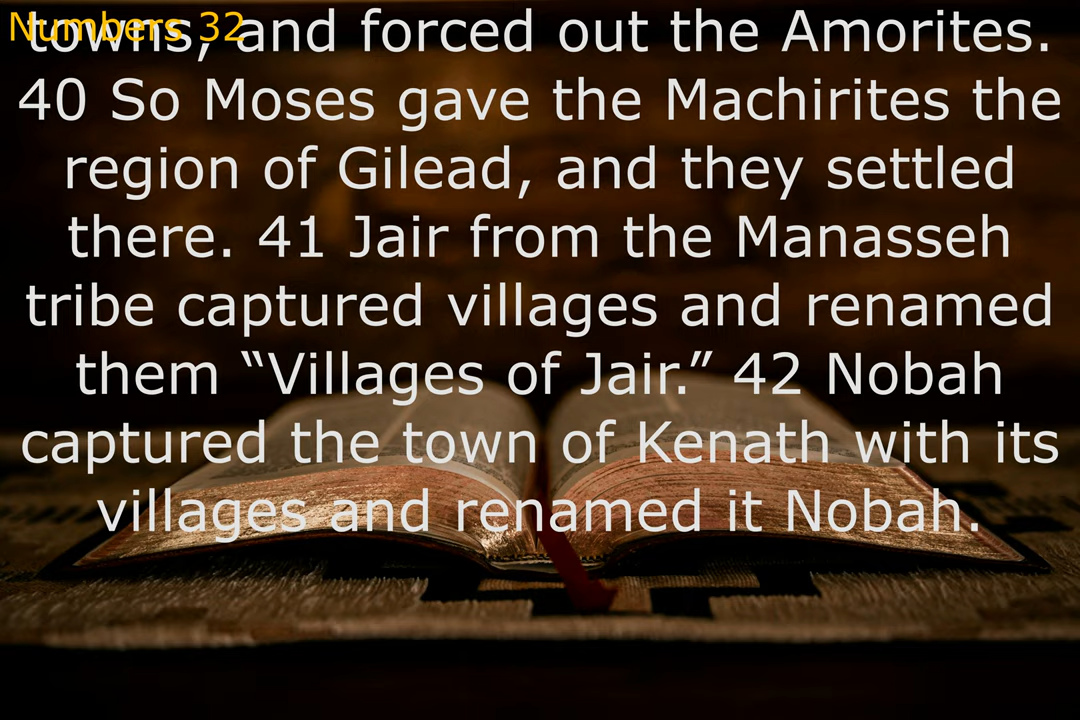 Numbers 32
towns, and forced out the Amorites.
40 So Moses gave the Machirites the
region of Gilead, and they settled
there. 41 Jair from the Manasseh
tribe captured villages and renamed
them “Villages of Jair.” 42 Nobah
captured the town of Kenath with its
villages and renamed it Nobah.